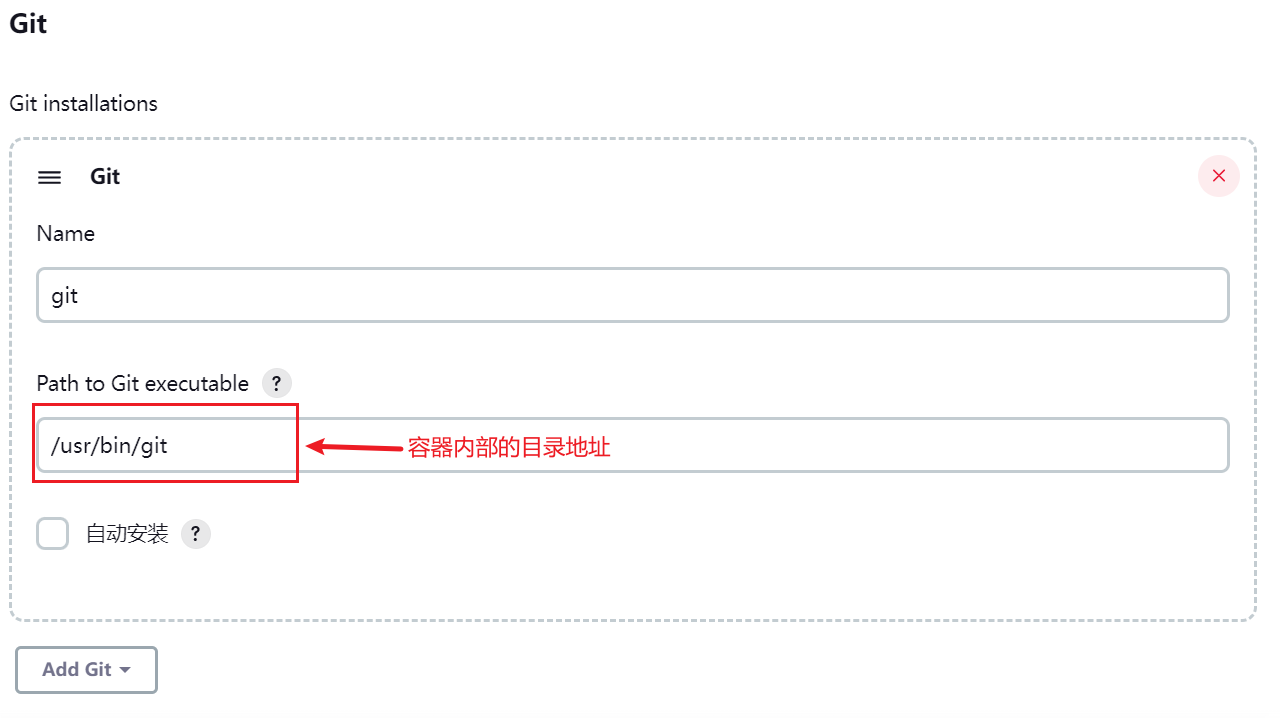 Git
Git installations
Git
Name
git
Path to Git executable ?
/usr/bin/git 容器内部的目录地址
自动安装 ?
Add Git